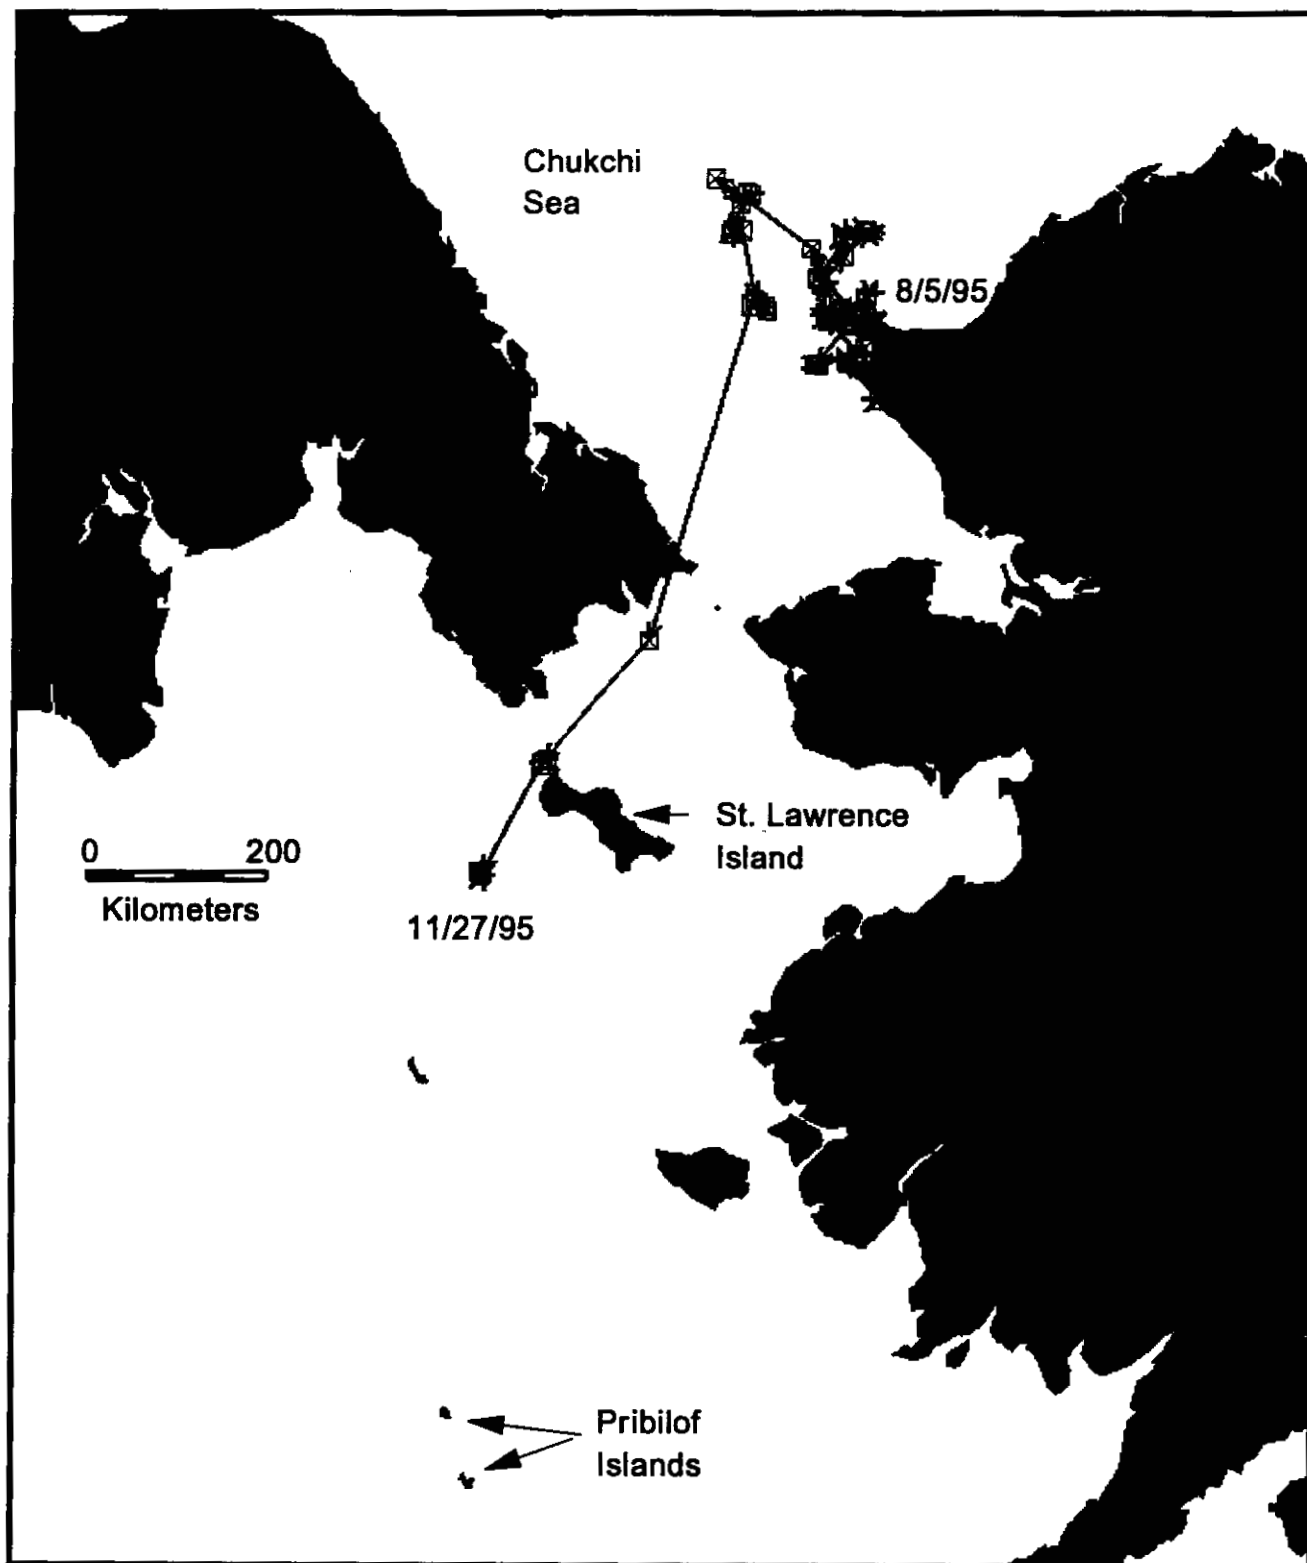 Chukchi
Sea
8/5/95
St. Lawrence
Island
0 200
Kilometers
11/27/95
Pribilof
Islands